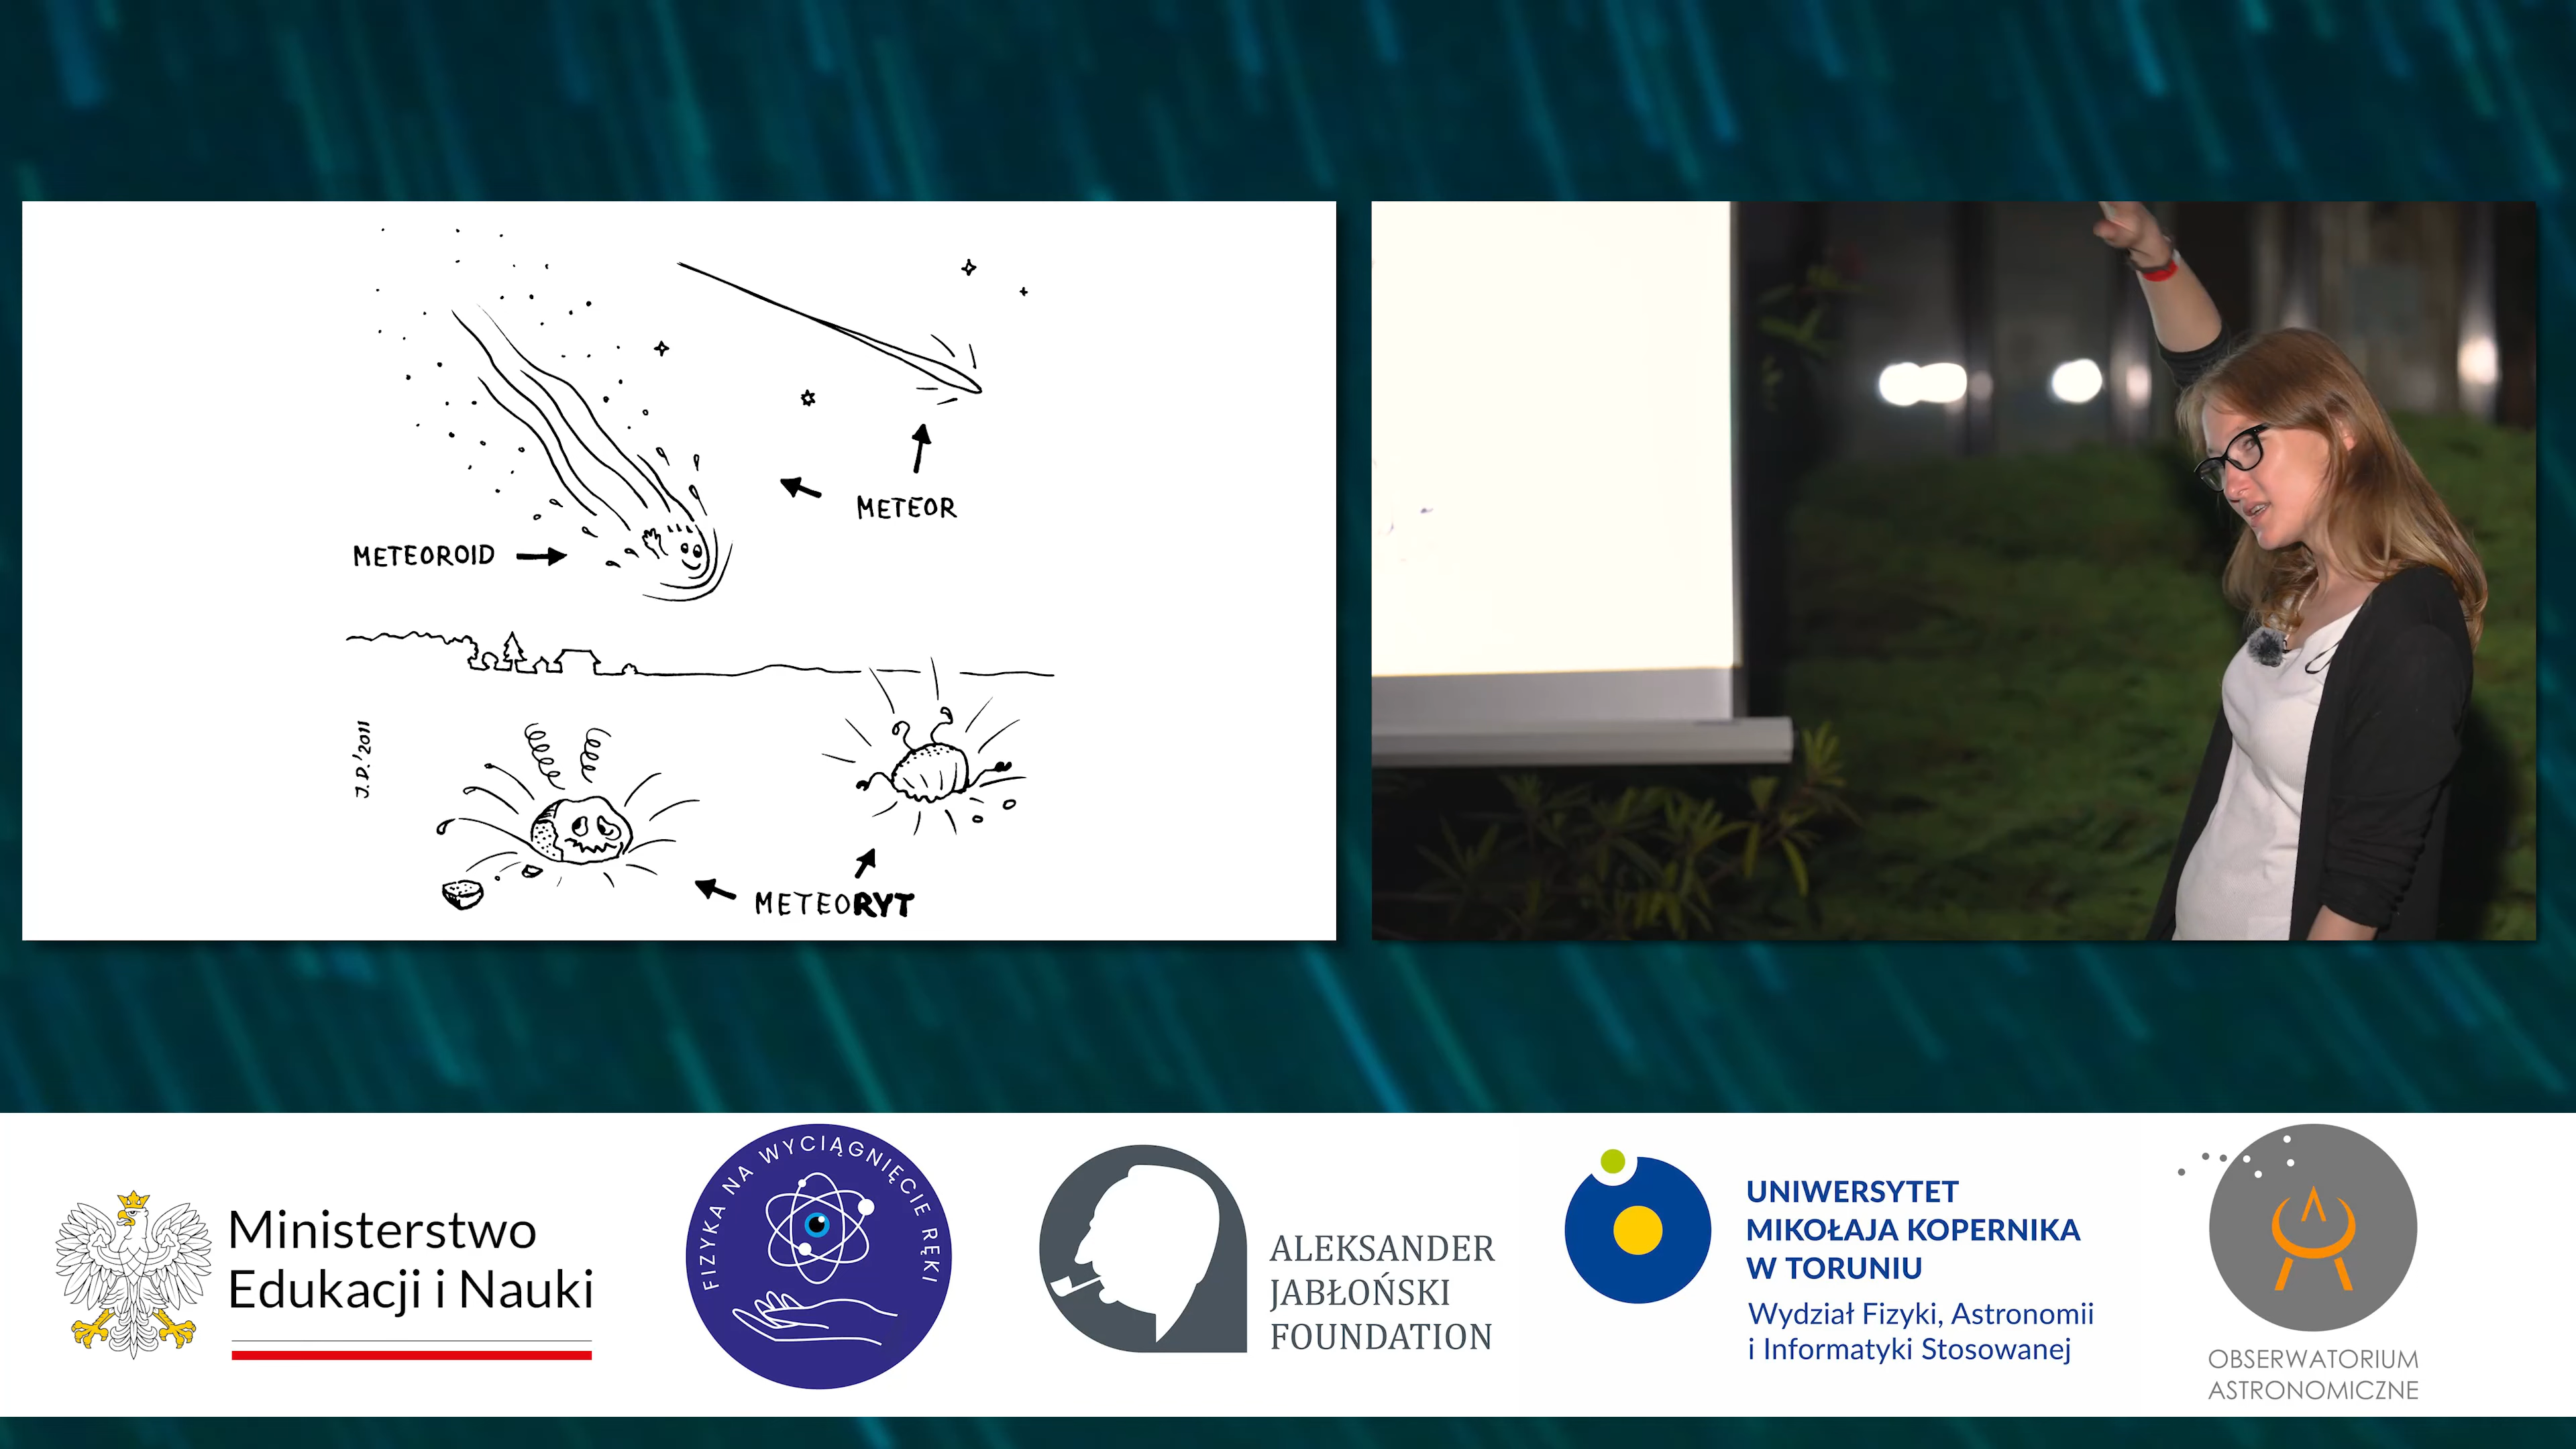 METEOR
METEOROID
J.D.'2011
METEORYT
Ministerstwo
Edukacji i Nauki
FIZYKA NA WYCIĄGNIĘCIE RĘKI
ALEKSANDER
JABŁOŃSKI
FOUNDATION
UNIWERSYTET
MIKOŁAJA KOPERNIKA
W TORUNIU
Wydział Fizyki, Astronomii
i Informatyki Stosowanej
OBSERWATORIUM
ASTRONOMICZNE